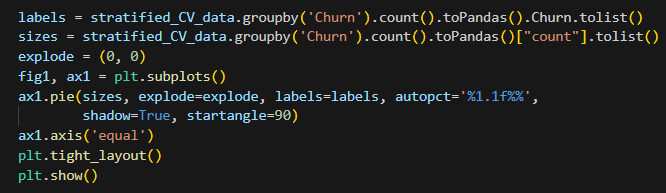 labels = stratified_CV_data.groupby('Churn').count().toPandas().Churn.tolist()
sizes = stratified_CV_data.groupby('Churn').count().toPandas()["count"].tolist()
explode = (0, 0)
fig1, ax1 = plt.subplots()
ax1.pie(sizes, explode=explode, labels=labels, autopct='%1.1f%%',
        shadow=True, startangle=90)
ax1.axis('equal')
plt.tight_layout()
plt.show()